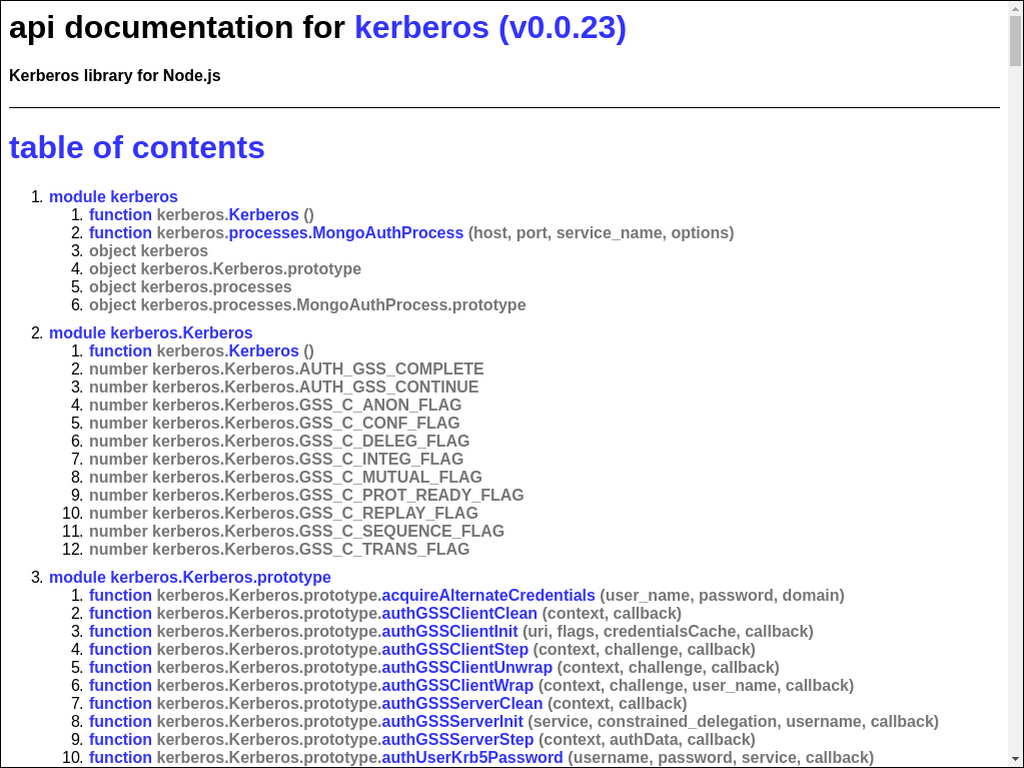 api documentation for kerberos (v0.0.23)
Kerberos library for Node.js
table of contents
1. module kerberos
1. function kerberos.Kerberos ()
2. function kerberos.processes.MongoAuthProcess (host, port, service_name, options)
3. object kerberos
4. object kerberos.Kerberos.prototype
5. object kerberos.processes
6. object kerberos.processes.MongoAuthProcess.prototype
2. module kerberos.Kerberos
1. function kerberos.Kerberos ()
2. number kerberos.Kerberos.AUTH_GSS_COMPLETE
3. number kerberos.Kerberos.AUTH_GSS_CONTINUE
4. number kerberos.Kerberos.GSS_C_ANON_FLAG
5. number kerberos.Kerberos.GSS_C_CONF_FLAG
6. number kerberos.Kerberos.GSS_C_DELEG_FLAG
7. number kerberos.Kerberos.GSS_C_INTEG_FLAG
8. number kerberos.Kerberos.GSS_C_MUTUAL_FLAG
9. number kerberos.Kerberos.GSS_C_PROT_READY_FLAG
10. number kerberos.Kerberos.GSS_C_REPLAY_FLAG
11. number kerberos.Kerberos.GSS_C_SEQUENCE_FLAG
12. number kerberos.Kerberos.GSS_C_TRANS_FLAG
3. module kerberos.Kerberos.prototype
1. function kerberos.Kerberos.prototype.acquireAlternateCredentials (user_name, password, domain)
2. function kerberos.Kerberos.prototype.authGSSClientClean (context, callback)
3. function kerberos.Kerberos.prototype.authGSSClientInit (uri, flags, credentialsCache, callback)
4. function kerberos.Kerberos.prototype.authGSSClientStep (context, challenge, callback)
5. function kerberos.Kerberos.prototype.authGSSClientUnwrap (context, challenge, callback)
6. function kerberos.Kerberos.prototype.authGSSClientWrap (context, challenge, user_name, callback)
7. function kerberos.Kerberos.prototype.authGSSServerClean (context, callback)
8. function kerberos.Kerberos.prototype.authGSSServerInit (service, constrained_delegation, username, callback)
9. function kerberos.Kerberos.prototype.authGSSServerStep (context, authData, callback)
10. function kerberos.Kerberos.prototype.authUserKrb5Password (username, password, service, callback)